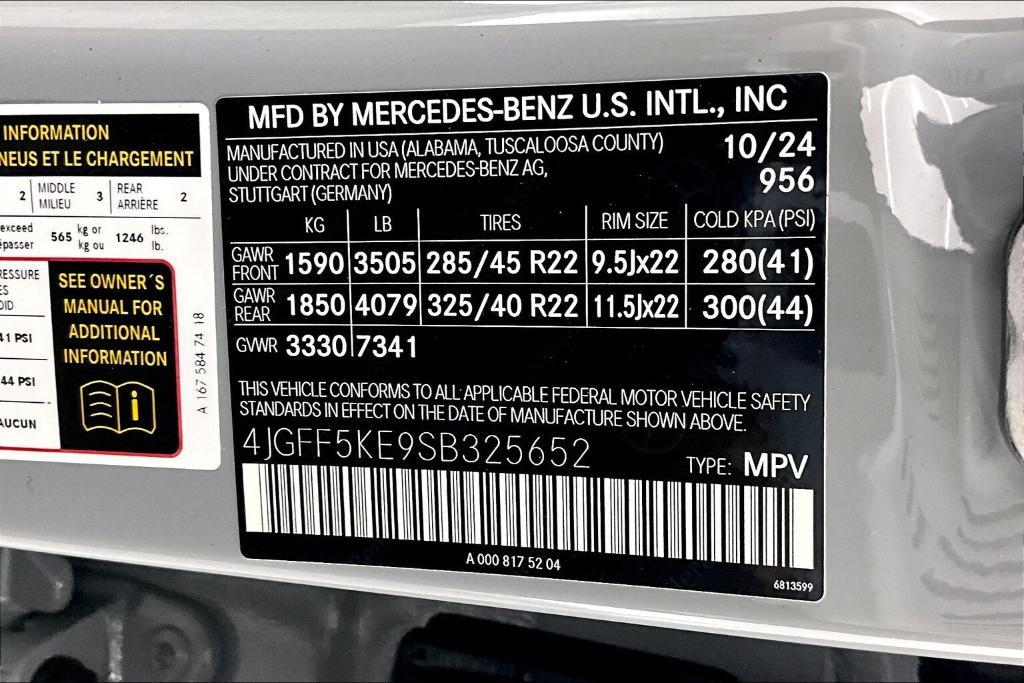 INFORMATION
NEUS ET LE CHARGEMENT
2 MIDDLE MILIEU 3 REAR ARRIÈRE 2
exceed
épasser 565 kg or kg ou 1246 lbs. lb.
RESSURE
SEE OWNER´S
MANUAL FOR
ADDITIONAL
INFORMATION
41 PSI
44 PSI
AUCUN
i
A 167 584 74 18
MFD BY MERCEDES-BENZ U.S. INTL., INC
MANUFACTURED IN USA (ALABAMA, TUSCALOOSA COUNTY) 10/24
UNDER CONTRACT FOR MERCEDES-BENZ AG, 956
STUTTGART (GERMANY)
KG LB TIRES RIM SIZE COLD KPA (PSI)
GAWR FRONT 1590 3505 285/45 R22 9.5Jx22 280(41)
GAWR REAR 1850 4079 325/40 R22 11.5Jx22 300(44)
GVWR 3330 7341
THIS VEHICLE CONFORMS TO ALL APPLICABLE FEDERAL MOTOR VEHICLE SAFETY
STANDARDS IN EFFECT ON THE DATE OF MANUFACTURE SHOWN ABOVE.
4JGFF5KE9SB325652 TYPE: MPV
A 000 817 52 04
6813599